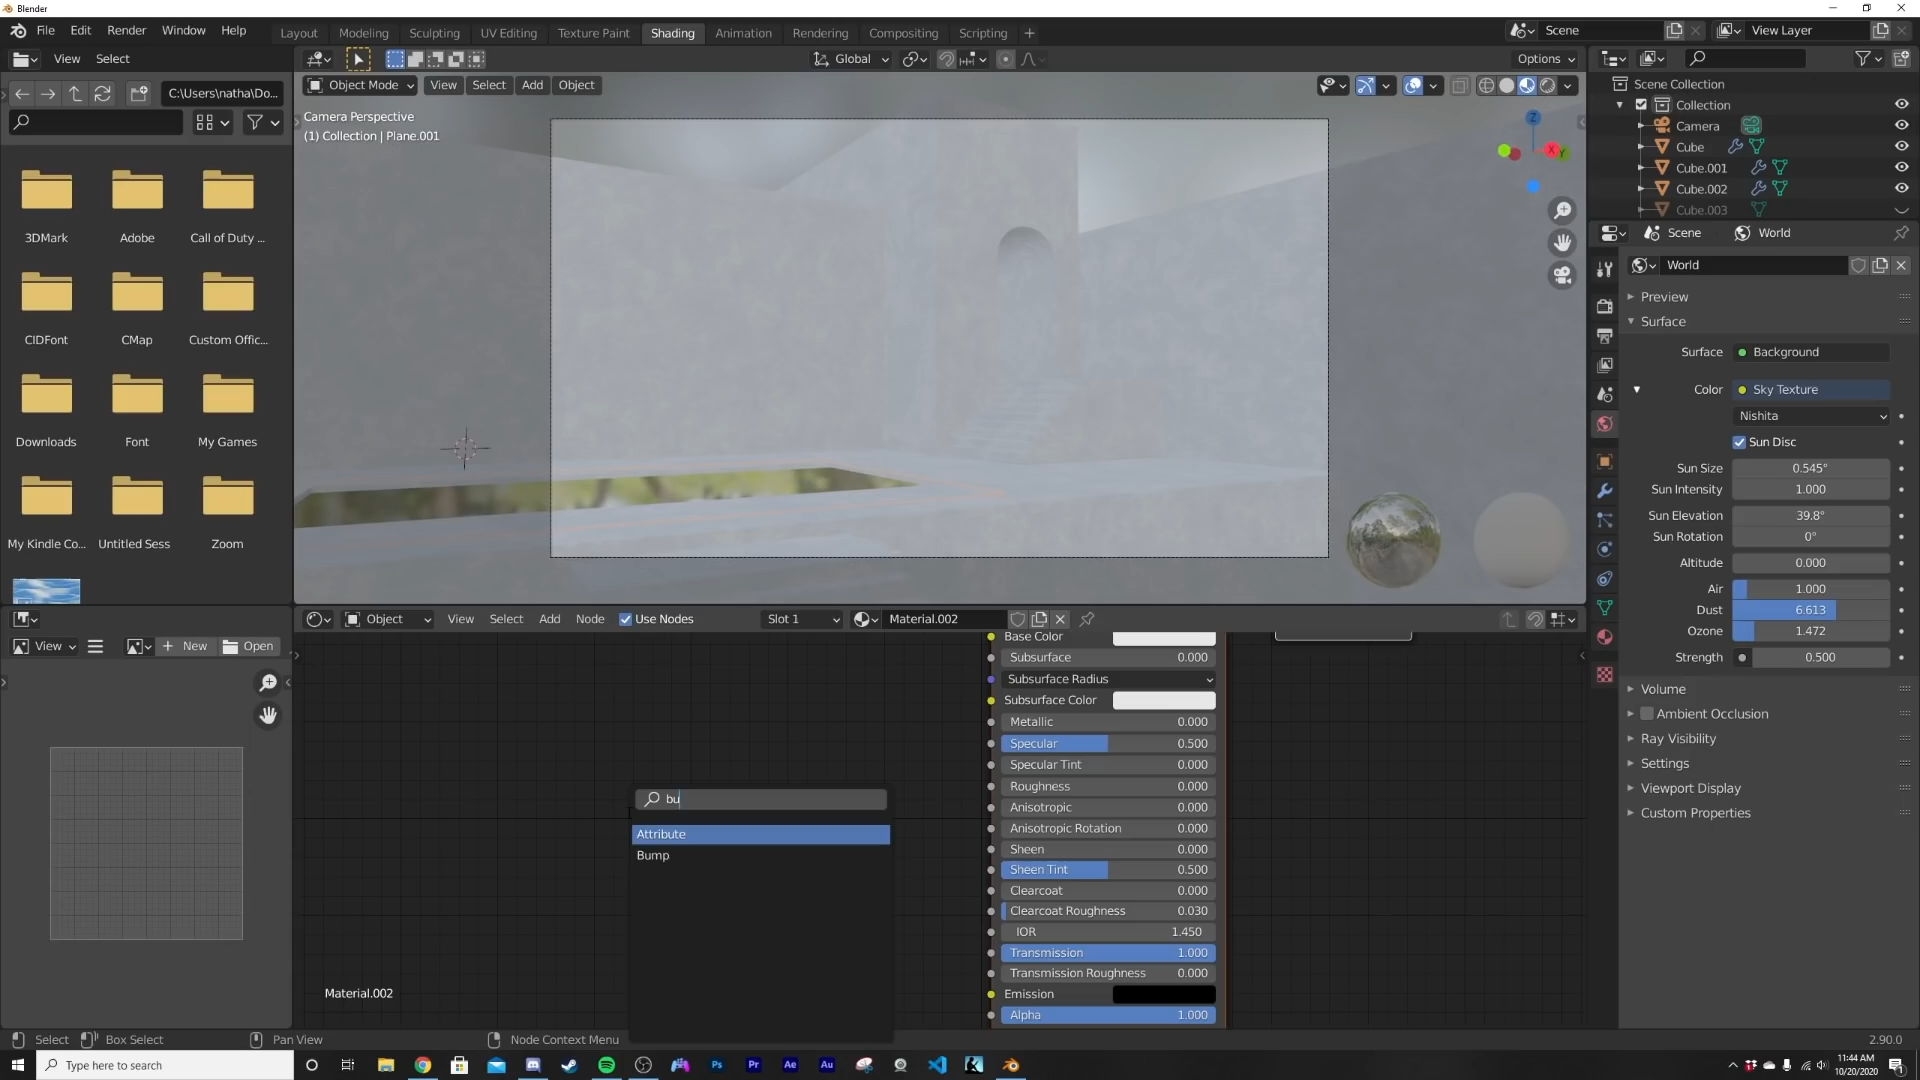 Blender
File Edit Render Window Help
Layout Modeling Sculpting UV Editing Texture Paint Shading Animation Rendering Compositing Scripting +
Scene
View Layer
View Select
Global
Options
C:\Users\natha\Do...
Object Mode View Select Add Object
Camera Perspective
(1) Collection | Plane.001
3DMark Adobe Call of Duty ...
CIDFont CMap Custom Offic...
Downloads Font My Games
My Kindle Co... Untitled Sess Zoom
Z
X
Y
Scene Collection
Collection
Camera
Cube
Cube.001
Cube.002
Cube.003
Scene World
World
Preview
Surface
Surface Background
Color Sky Texture
Nishita
Sun Disc
Sun Size 0.545°
Sun Intensity 1.000
Sun Elevation 39.8°
Sun Rotation 0°
Altitude 0.000
Air 1.000
Dust 6.613
Ozone 1.472
Strength 0.500
Volume
Ambient Occlusion
Ray Visibility
Settings
Viewport Display
Custom Properties
View + New Open
Object View Select Add Node Use Nodes Slot 1 Material.002
Base Color
Subsurface 0.000
Subsurface Radius
Subsurface Color
Metallic 0.000
Specular 0.500
Specular Tint 0.000
Roughness 0.000
Anisotropic 0.000
Anisotropic Rotation 0.000
Sheen 0.000
Sheen Tint 0.500
Clearcoat 0.000
Clearcoat Roughness 0.030
IOR 1.450
Transmission 1.000
Transmission Roughness 0.000
Emission
Alpha 1.000
bu
Attribute
Bump
Material.002
Select Box Select Pan View Node Context Menu 2.90.0
Type here to search
Ps Pr Ae Au
11:44 AM
10/20/2020